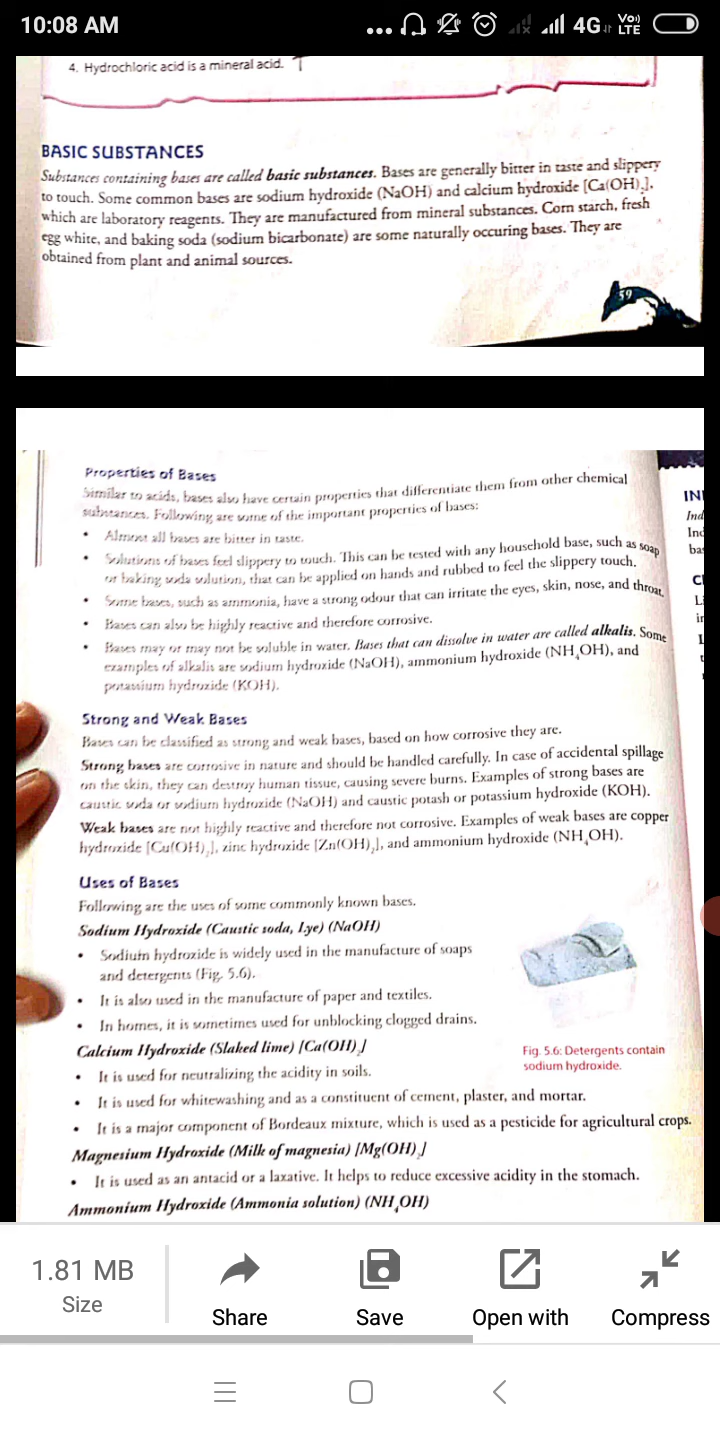 10:08 AM
4G
Vo)) LTE
4. Hydrochloric acid is a mineral acid.
BASIC SUBSTANCES
Substances containing bases are called basic substances. Bases are generally bitter in taste and slippery
to touch. Some common bases are sodium hydroxide (NaOH) and calcium hydroxide [Ca(OH)₂],
which are laboratory reagents. They are manufactured from mineral substances. Corn starch, fresh
egg white, and baking soda (sodium bicarbonate) are some naturally occuring bases. They are
obtained from plant and animal sources.
59
Properties of Bases
Similar to acids, bases also have certain properties that differentiate them from other chemical
substances. Following are some of the important properties of bases:
• Almost all bases are bitter in taste.
• Solutions of bases feel slippery to touch. This can be tested with any household base, such as soap
or baking soda solution, that can be applied on hands and rubbed to feel the slippery touch.
• Some bases, such as ammonia, have a strong odour that can irritate the eyes, skin, nose, and throat.
• Bases can also be highly reactive and therefore corrosive.
• Bases may or may not be soluble in water. Bases that can dissolve in water are called alkalis. Some
examples of alkalis are sodium hydroxide (NaOH), ammonium hydroxide (NH₄OH), and
potassium hydroxide (KOH).
Strong and Weak Bases
Bases can be classified as strong and weak bases, based on how corrosive they are.
Strong bases are corrosive in nature and should be handled carefully. In case of accidental spillage
on the skin, they can destroy human tissue, causing severe burns. Examples of strong bases are
caustic soda or sodium hydroxide (NaOH) and caustic potash or potassium hydroxide (KOH).
Weak bases are not highly reactive and therefore not corrosive. Examples of weak bases are copper
hydroxide [Cu(OH)₂], zinc hydroxide [Zn(OH)₂], and ammonium hydroxide (NH₄OH).
Uses of Bases
Following are the uses of some commonly known bases.
Sodium Hydroxide (Caustic soda, Lye) (NaOH)
• Sodium hydroxide is widely used in the manufacture of soaps
and detergents (Fig. 5.6).
• It is also used in the manufacture of paper and textiles.
• In homes, it is sometimes used for unblocking clogged drains.
Fig. 5.6: Detergents contain
sodium hydroxide.
Calcium Hydroxide (Slaked lime) [Ca(OH)₂]
• It is used for neutralizing the acidity in soils.
• It is used for whitewashing and as a constituent of cement, plaster, and mortar.
• It is a major component of Bordeaux mixture, which is used as a pesticide for agricultural crops.
Magnesium Hydroxide (Milk of magnesia) [Mg(OH)₂]
• It is used as an antacid or a laxative. It helps to reduce excessive acidity in the stomach.
Ammonium Hydroxide (Ammonia solution) (NH₄OH)
1.81 MB
Size
Share
Save
Open with
Compress